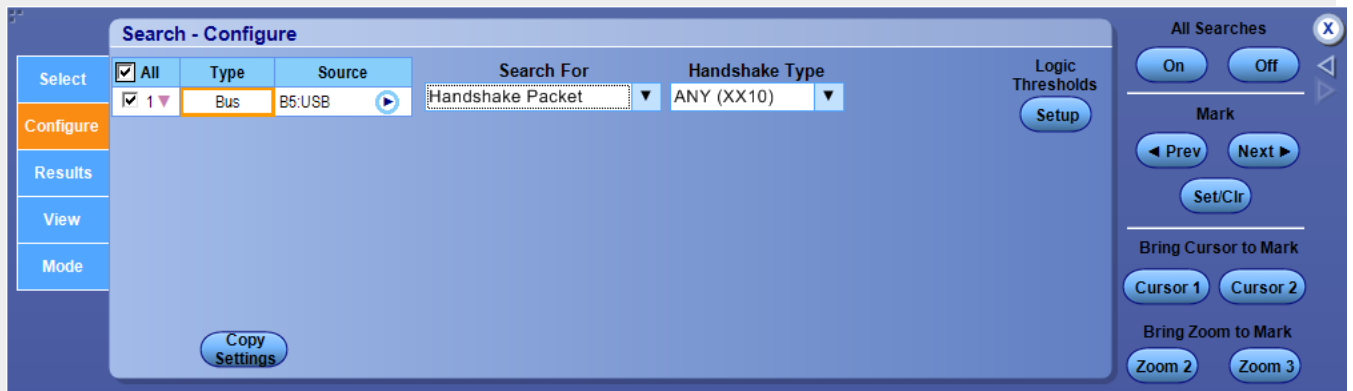 Search - Configure
Select
Configure
Results
View
Mode
All Type Source
1 Bus B5:USB
Search For Handshake Type
Handshake Packet ANY (XX10)
Logic
Thresholds
Setup
Copy
Settings
All Searches X
On Off
Mark
◄ Prev Next ►
Set/Clr
Bring Cursor to Mark
Cursor 1 Cursor 2
Bring Zoom to Mark
Zoom 2 Zoom 3